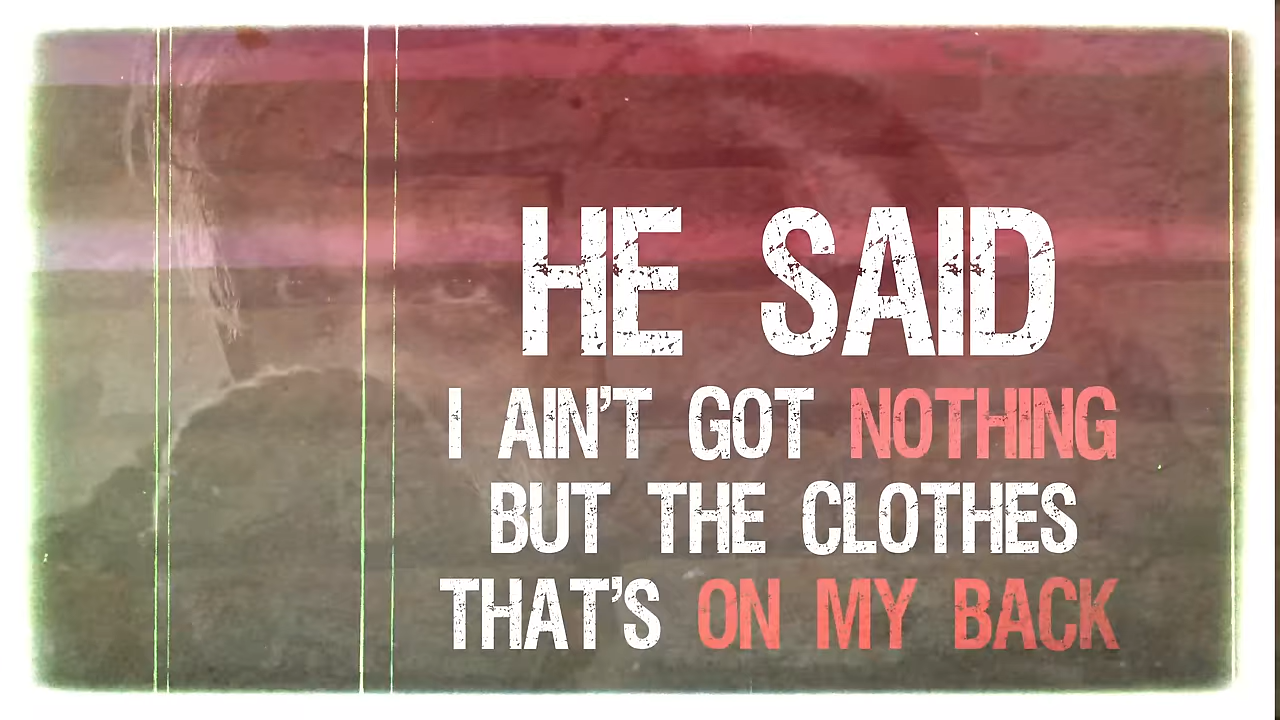 HE SAID
I AIN'T GOT NOTHING
BUT THE CLOTHES
THAT'S ON MY BACK